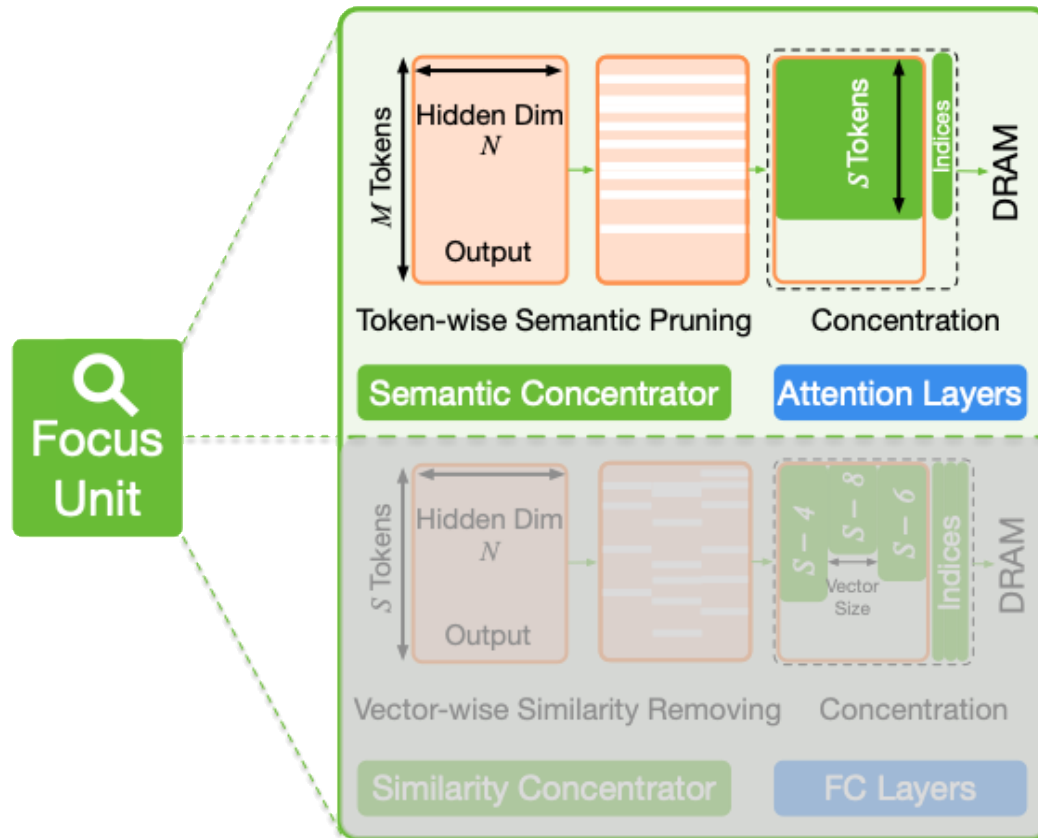 Focus
Unit
M Tokens
Hidden Dim
N
Output
S Tokens
Indices
DRAM
Token-wise Semantic Pruning
Concentration
Semantic Concentrator
Attention Layers
S Tokens
Hidden Dim
N
Output
S - 4
S - 8
S - 6
Vector
Size
Indices
DRAM
Vector-wise Similarity Removing
Concentration
Similarity Concentrator
FC Layers